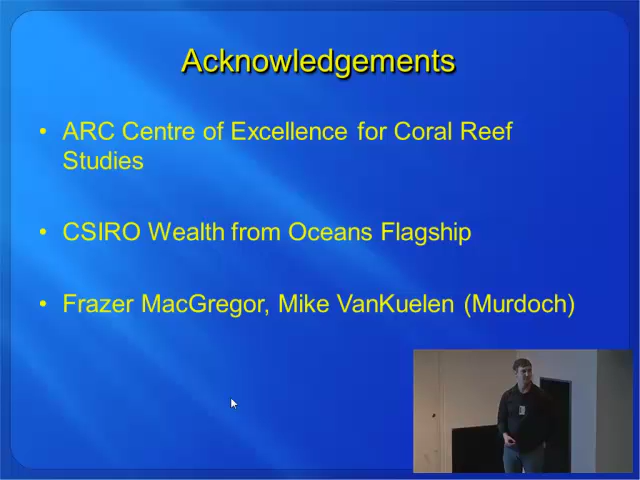 Acknowledgements
• ARC Centre of Excellence for Coral Reef
Studies
• CSIRO Wealth from Oceans Flagship
• Frazer MacGregor, Mike VanKuelen (Murdoch)